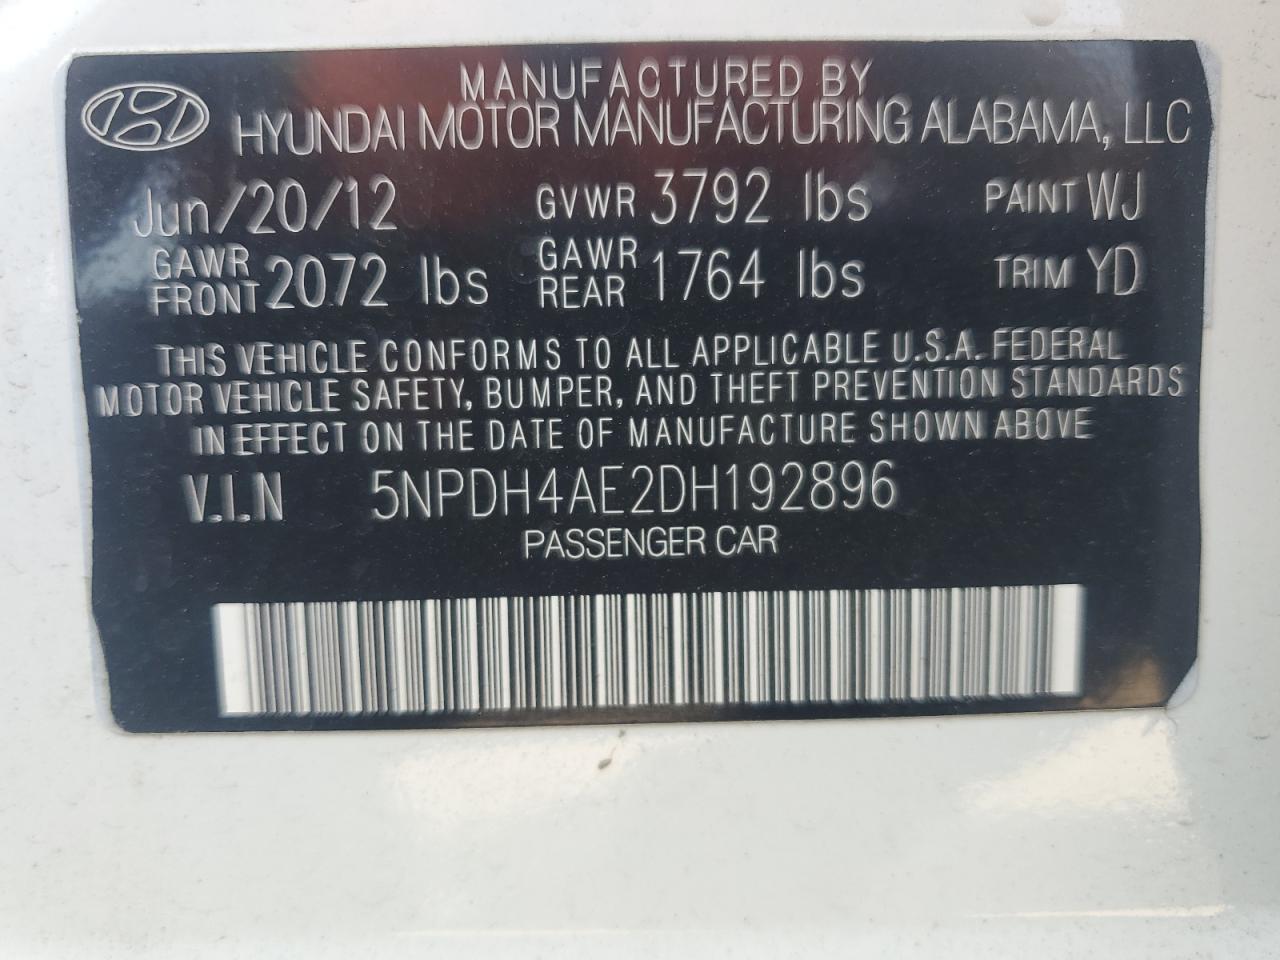 MANUFACTURED BY
HYUNDAI MOTOR MANUFACTURING ALABAMA, LLC
Jun/20/12 GVWR 3792 lbs PAINT WJ
GAWR FRONT 2072 lbs GAWR REAR 1764 lbs TRIM YD
THIS VEHICLE CONFORMS TO ALL APPLICABLE U.S.A. FEDERAL
MOTOR VEHICLE SAFETY, BUMPER, AND THEFT PREVENTION STANDARDS
IN EFFECT ON THE DATE OF MANUFACTURE SHOWN ABOVE
V.I.N 5NPDH4AE2DH192896
PASSENGER CAR